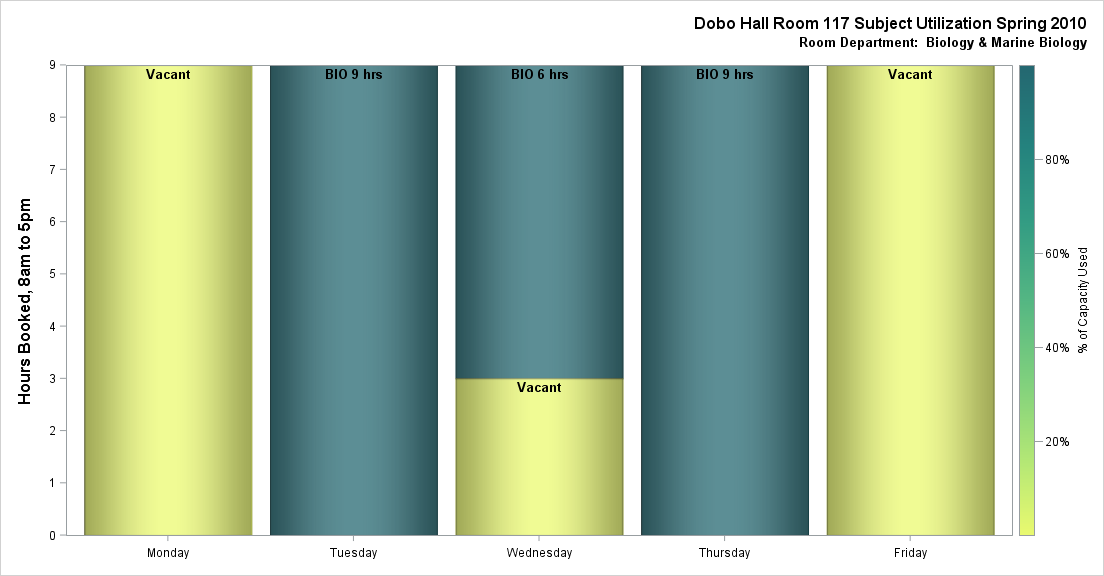 Dobo Hall Room 117 Subject Utilization Spring 2010
Room Department:  Biology & Marine Biology
Hours Booked, 8am to 5pm
9
8
7
6
5
4
3
2
1
0
Vacant
BIO 9 hrs
BIO 6 hrs
BIO 9 hrs
Vacant
Vacant
Monday
Tuesday
Wednesday
Thursday
Friday
80%
60%
40%
20%
% of Capacity Used